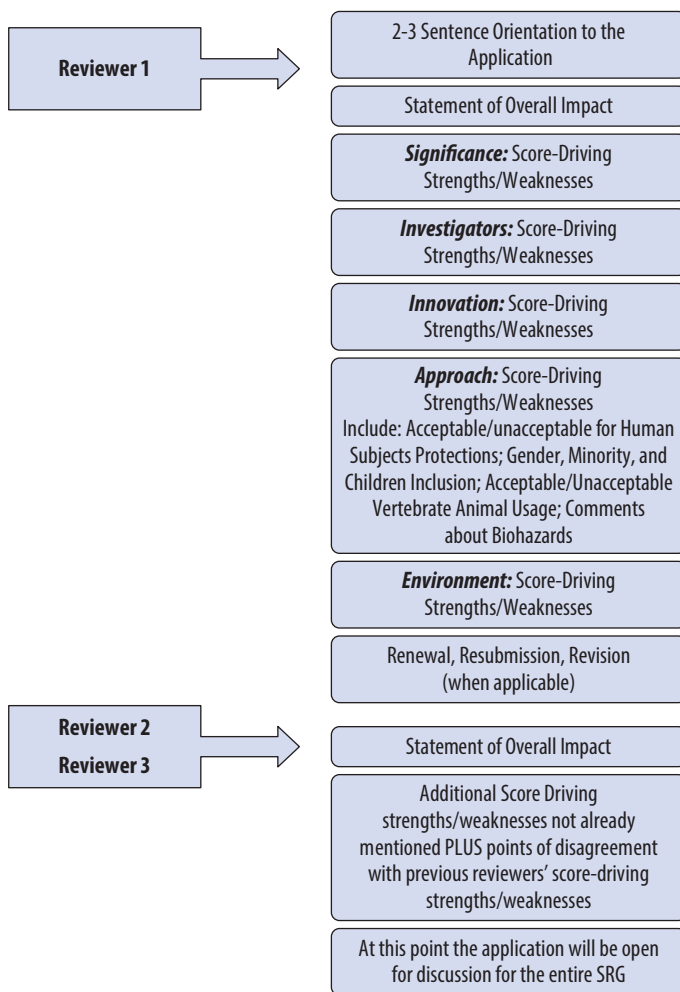 Reviewer 1
2-3 Sentence Orientation to the
Application
Statement of Overall Impact
Significance: Score-Driving
Strengths/Weaknesses
Investigators: Score-Driving
Strengths/Weaknesses
Innovation: Score-Driving
Strengths/Weaknesses
Approach: Score-Driving
Strengths/Weaknesses
Include: Acceptable/unacceptable for Human
Subjects Protections; Gender, Minority, and
Children Inclusion; Acceptable/Unacceptable
Vertebrate Animal Usage; Comments
about Biohazards
Environment: Score-Driving
Strengths/Weaknesses
Renewal, Resubmission, Revision
(when applicable)
Reviewer 2
Reviewer 3
Statement of Overall Impact
Additional Score Driving
strengths/weaknesses not already
mentioned PLUS points of disagreement
with previous reviewers’ score-driving
strengths/weaknesses
At this point the application will be open
for discussion for the entire SRG